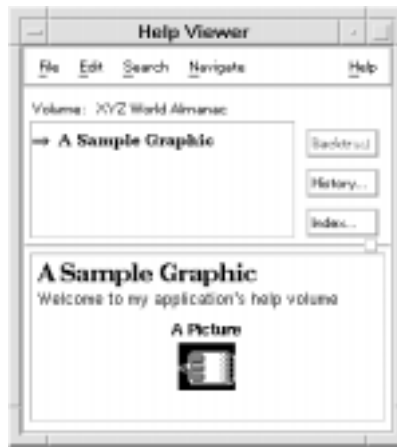 Help Viewer
File Edit Search Navigate Help
Volume: XYZ World Almanac
⇒ A Sample Graphic
Backtrack
History...
Index...
A Sample Graphic
Welcome to my application's help volume
A Picture